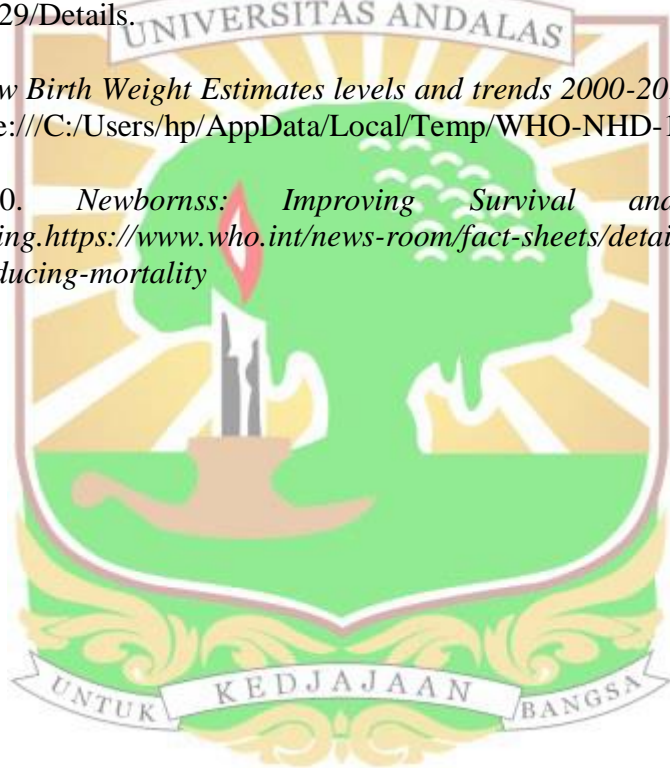 29/Details.
UNIVERSITAS ANDALAS
w Birth Weight Estimates levels and trends 2000-20
e:///C:/Users/hp/AppData/Local/Temp/WHO-NHD-1
0. Newbornss: Improving Survival and
ing.https://www.who.int/news-room/fact-sheets/detai
ducing-mortality
UNTUK KEDJAJAAN BANGSA